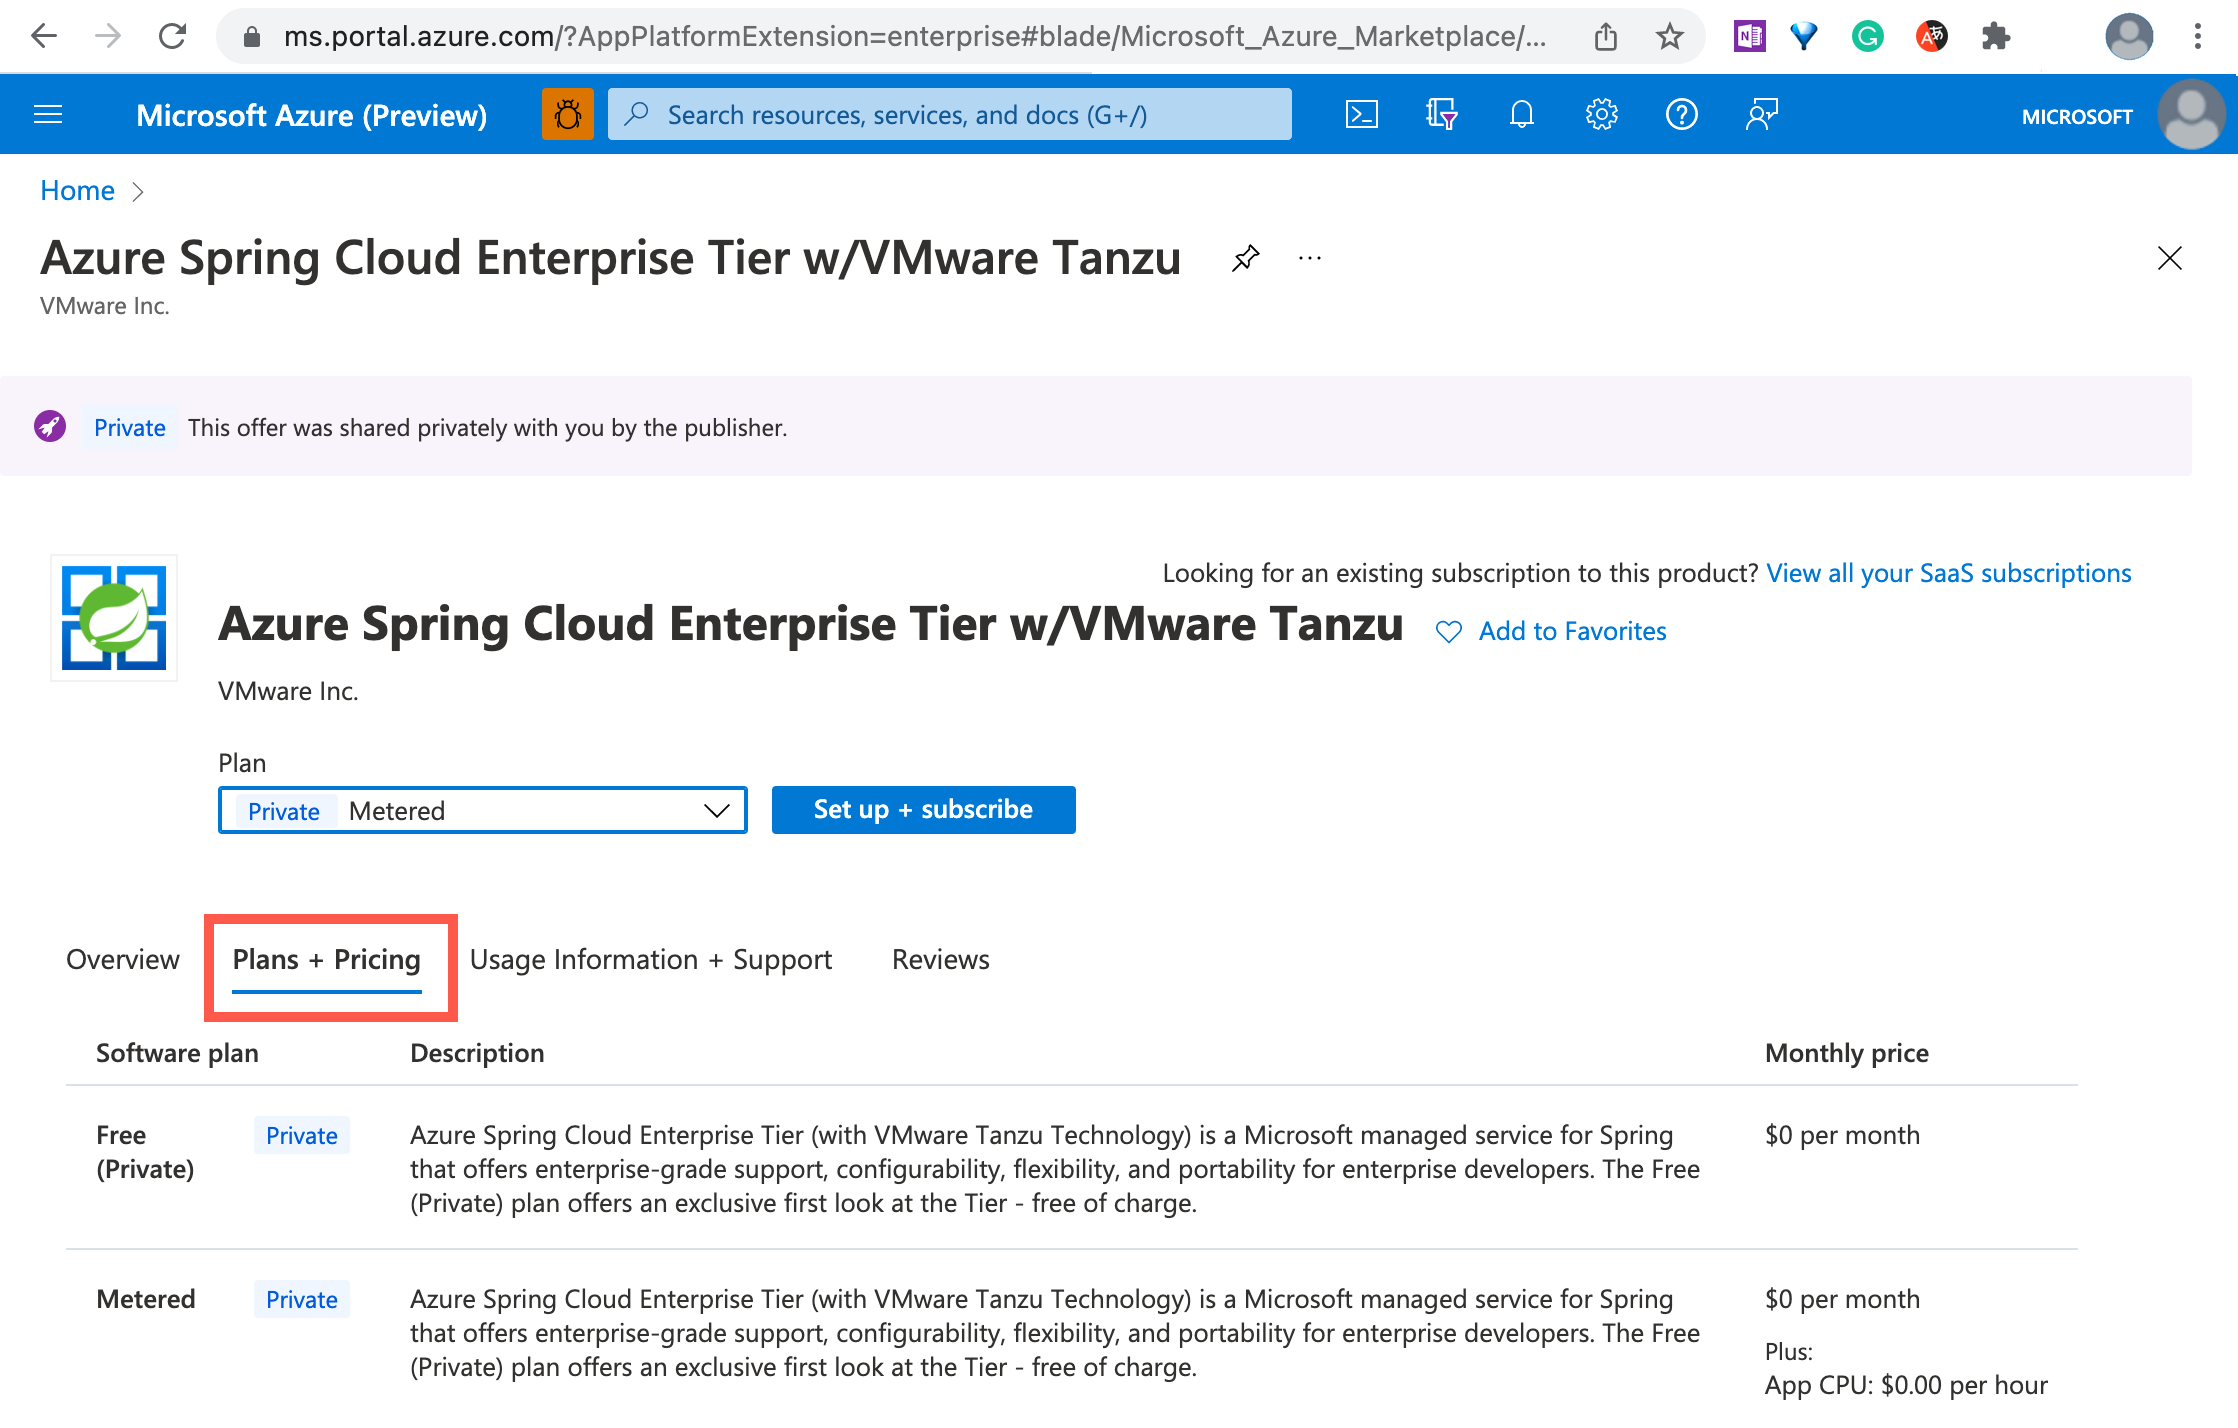 ms.portal.azure.com/?AppPlatformExtension=enterprise#blade/Microsoft_Azure_Marketplace/...
Microsoft Azure (Preview)
Search resources, services, and docs (G+/)
MICROSOFT
Home
Azure Spring Cloud Enterprise Tier w/VMware Tanzu
VMware Inc.
Private This offer was shared privately with you by the publisher.
Looking for an existing subscription to this product? View all your SaaS subscriptions
Azure Spring Cloud Enterprise Tier w/VMware Tanzu
Add to Favorites
VMware Inc.
Plan
Private Metered
Set up + subscribe
Overview Plans + Pricing Usage Information + Support Reviews
Software plan Description Monthly price
Free Private Azure Spring Cloud Enterprise Tier (with VMware Tanzu Technology) is a Microsoft managed service for Spring $0 per month
(Private) that offers enterprise-grade support, configurability, flexibility, and portability for enterprise developers. The Free
(Private) plan offers an exclusive first look at the Tier - free of charge.
Metered Private Azure Spring Cloud Enterprise Tier (with VMware Tanzu Technology) is a Microsoft managed service for Spring $0 per month
that offers enterprise-grade support, configurability, flexibility, and portability for enterprise developers. The Free
Plus:
(Private) plan offers an exclusive first look at the Tier - free of charge.
App CPU: $0.00 per hour